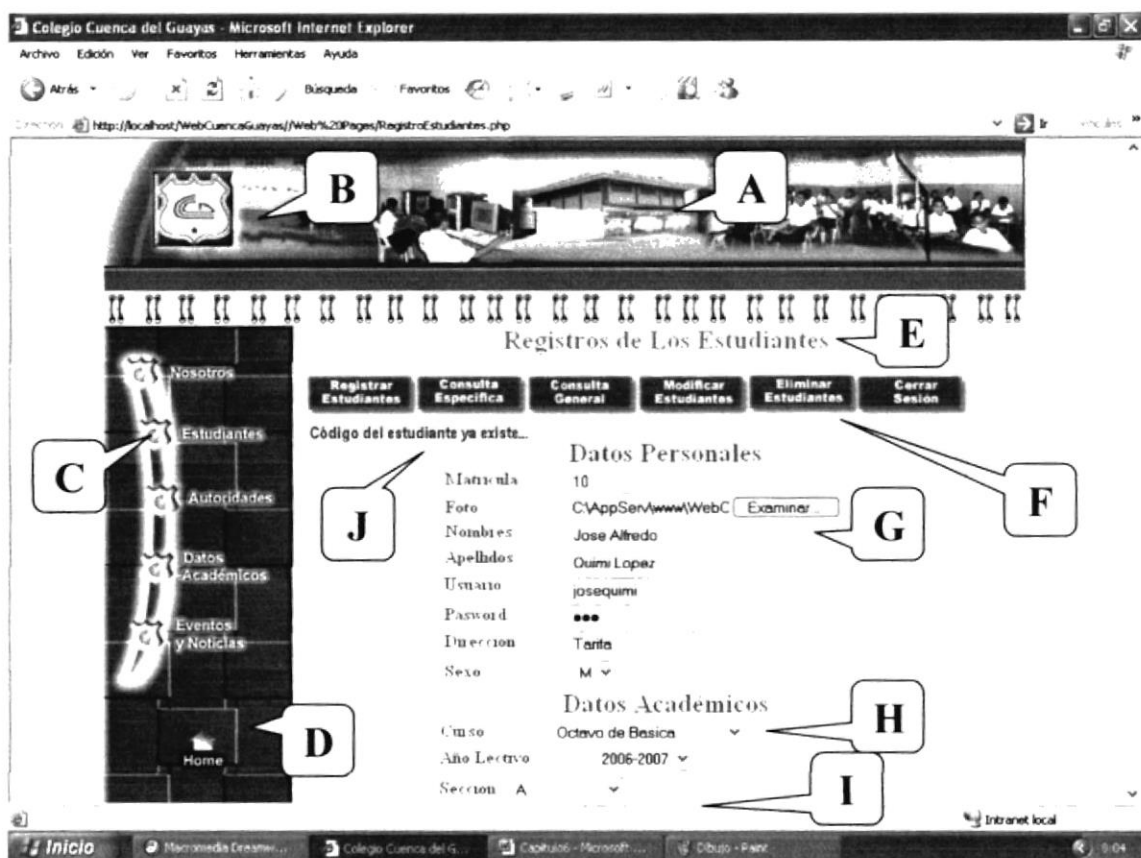 Colegio Cuenca del Guayas - Microsoft Internet Explorer
Archivo Edición Ver Favoritos Herramientas Ayuda
Atrás Búsqueda Favoritos
http://localhost/WebCuencaGuayas//Web%20Pages/RegistroEstudiantes.php Ir
B
A
E
Registros de Los Estudiantes
Nosotros
Registrar Estudiantes
Consulta Especifica
Consulta General
Modificar Estudiantes
Eliminar Estudiantes
Cerrar Sesión
Código del estudiante ya existe...
Estudiantes
C
J
F
Datos Personales
Matricula 10
Autoridades
Foto C:\AppServ\www\WebC Examinar...
G
Nombres Jose Alfredo
Datos Académicos
Apellidos Quimi Lopez
Usuario josequimi
Pasword •••
Eventos y Noticias
Direccion Tarifa
Sexo M
Datos Académicos
D
H
Home
Curso Octavo de Basica
Año Lectivo 2006-2007
Seccion A
I
Intranet local
Inicio
Macromedia Dreamw...
Colegio Cuenca del G...
Capitulo6 - Microsoft ...
Dibujo - Paint